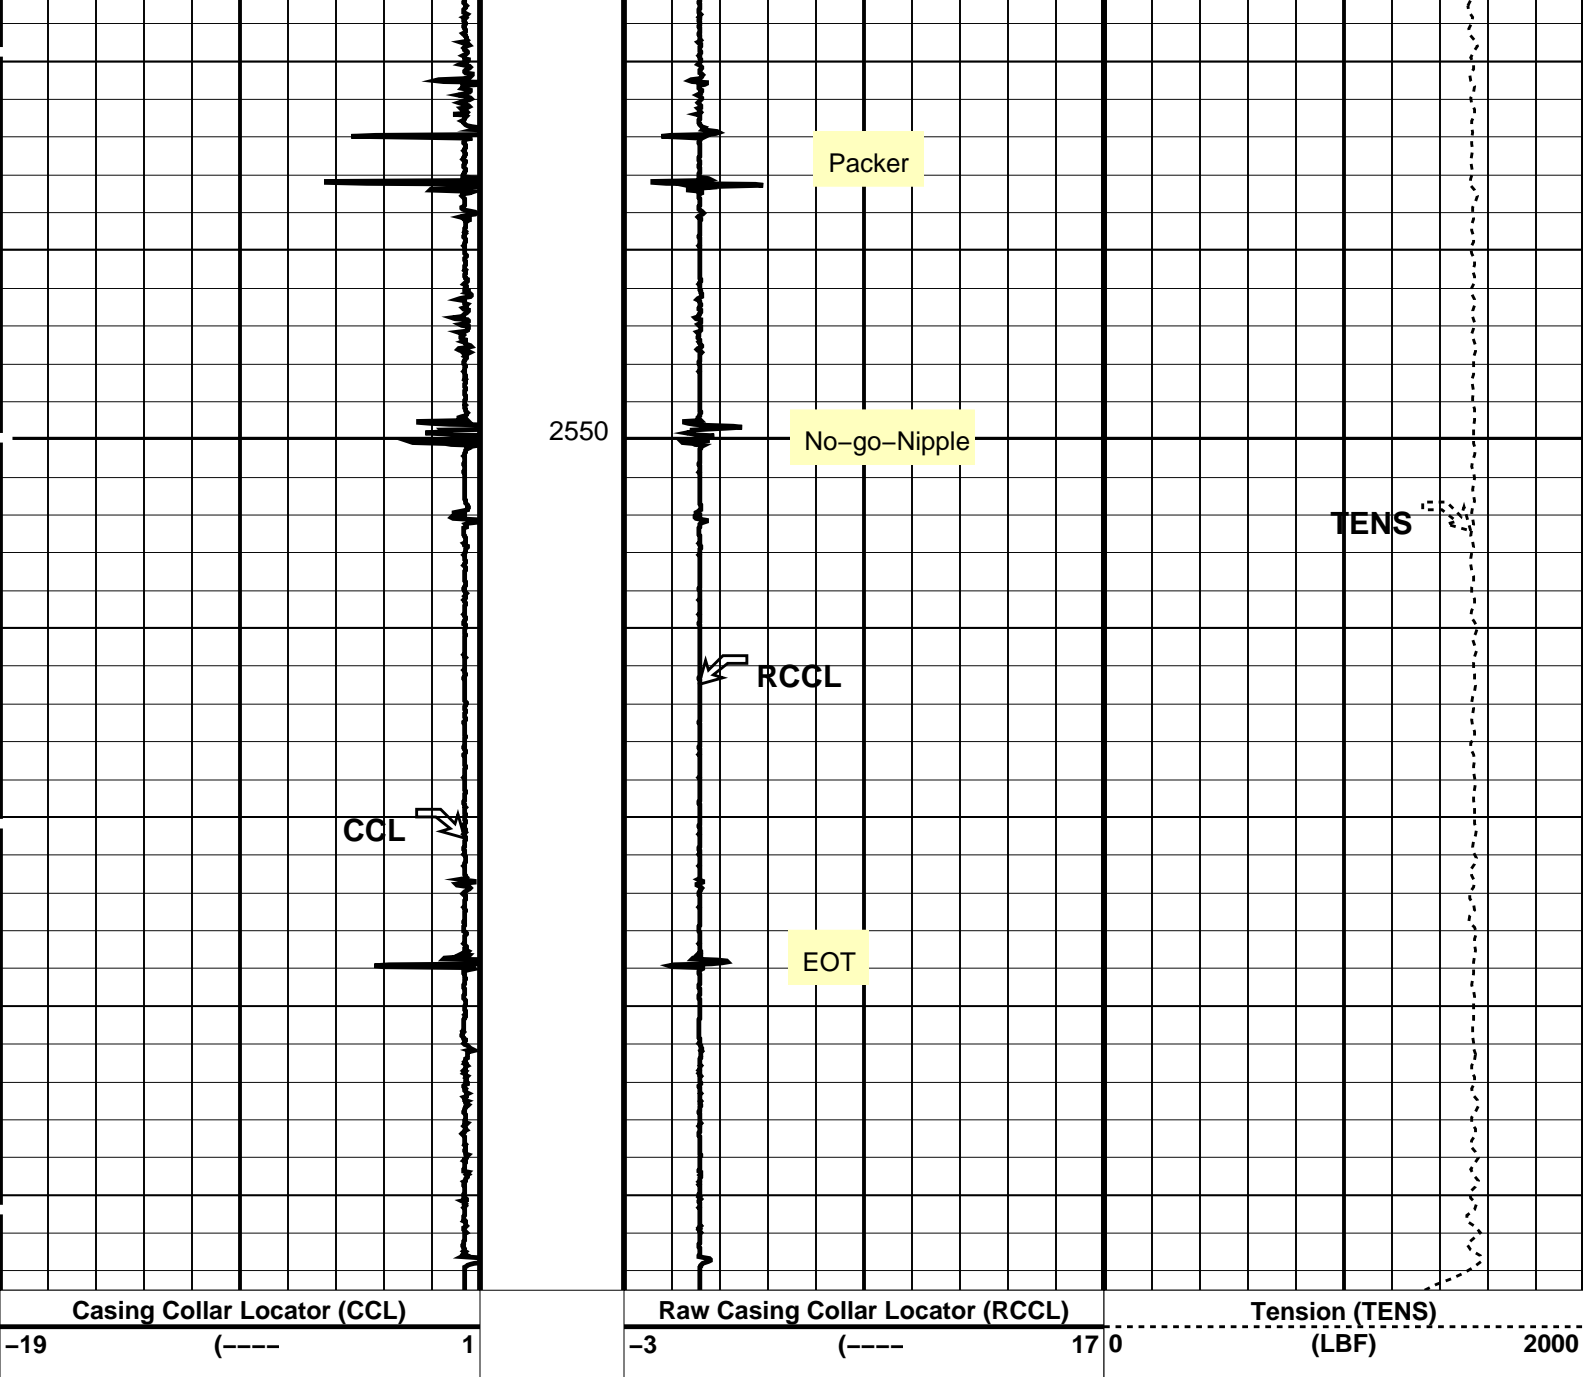 Packer
2550
No−go−Nipple
TENS
RCCL
CCL
EOT
Casing Collar Locator (CCL)
−19 (−−−− 1
Raw Casing Collar Locator (RCCL)
−3 (−−−− 17
Tension (TENS)
0 (LBF) 2000